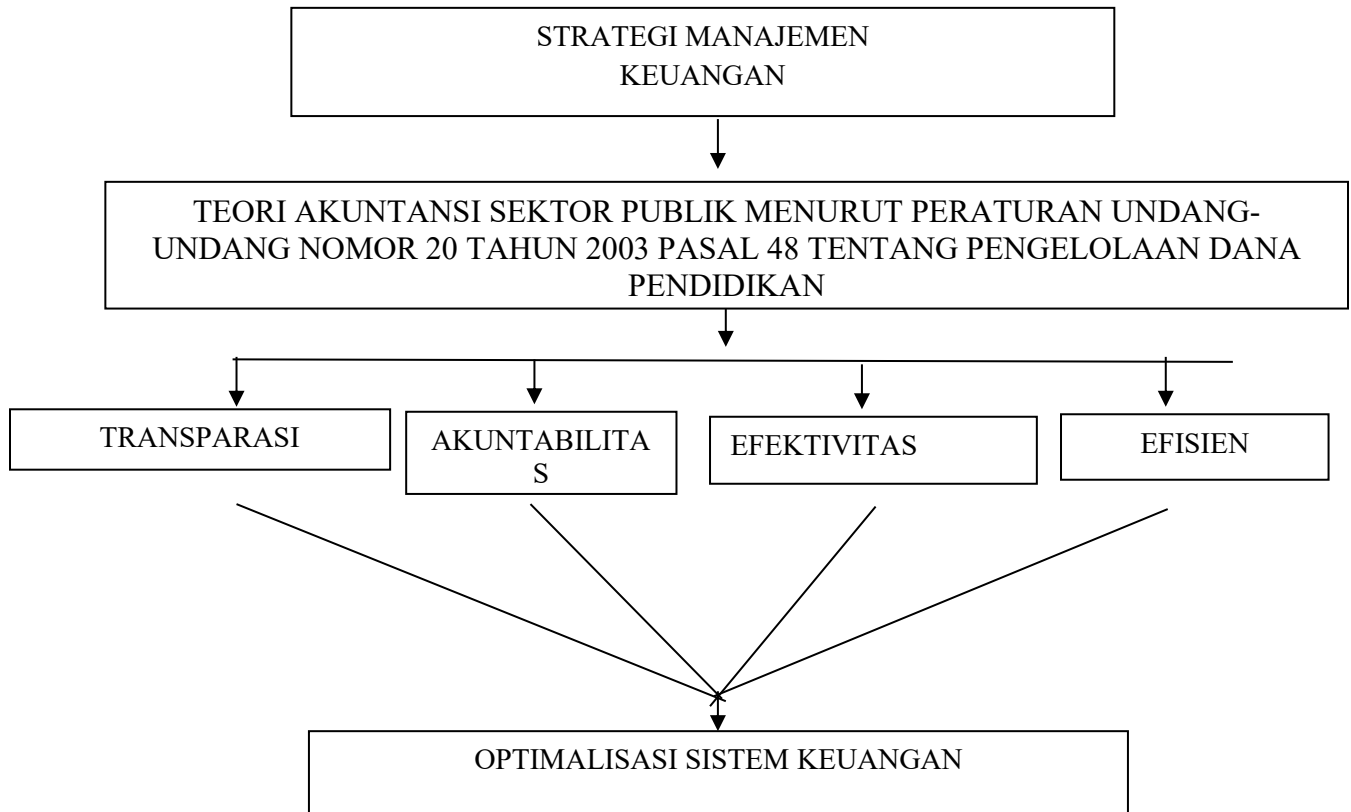 STRATEGI MANAJEMEN
KEUANGAN
TEORI AKUNTANSI SEKTOR PUBLIK MENURUT PERATURAN UNDANG-
UNDANG NOMOR 20 TAHUN 2003 PASAL 48 TENTANG PENGELOLAAN DANA
PENDIDIKAN
TRANSPARASI
AKUNTABILITA
S
EFEKTIVITAS
EFISIEN
OPTIMALISASI SISTEM KEUANGAN